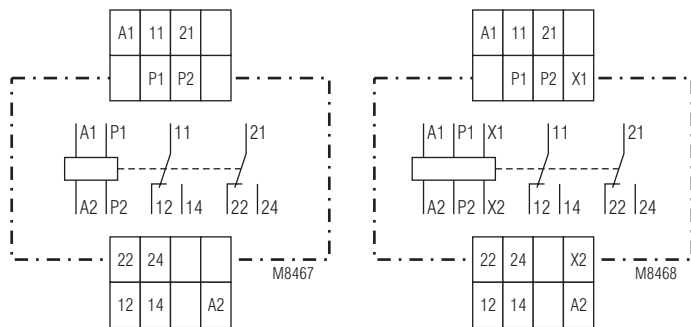 A1 11 21
P1 P2
A1 P1 11 21
A2 P2 12 14 22 24
22 24
M8467
12 14 A2
A1 11 21
P1 P2 X1
A1 P1 X1 11 21
A2 P2 X2 12 14 22 24
22 24 X2
M8468
12 14 A2